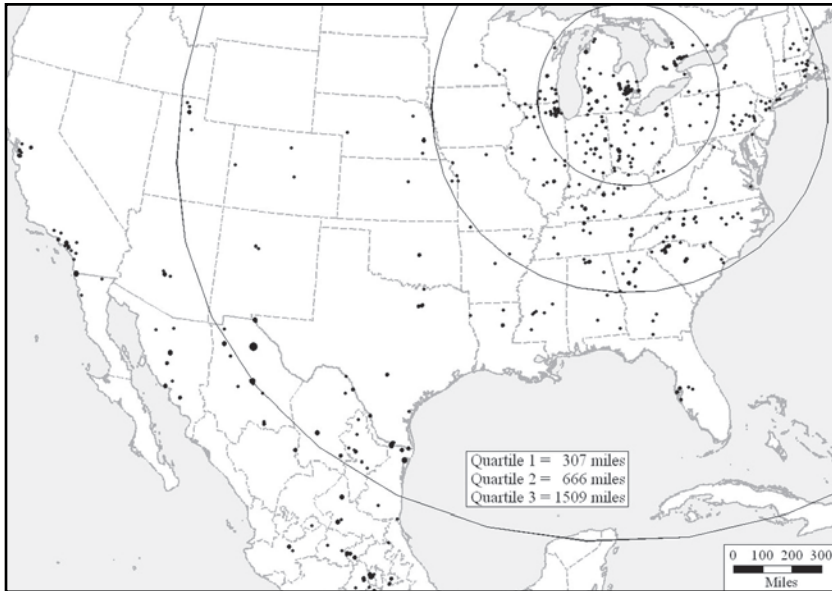 Quartile 1 = 307 miles
Quartile 2 = 666 miles
Quartile 3 = 1509 miles
0 100 200 300
Miles